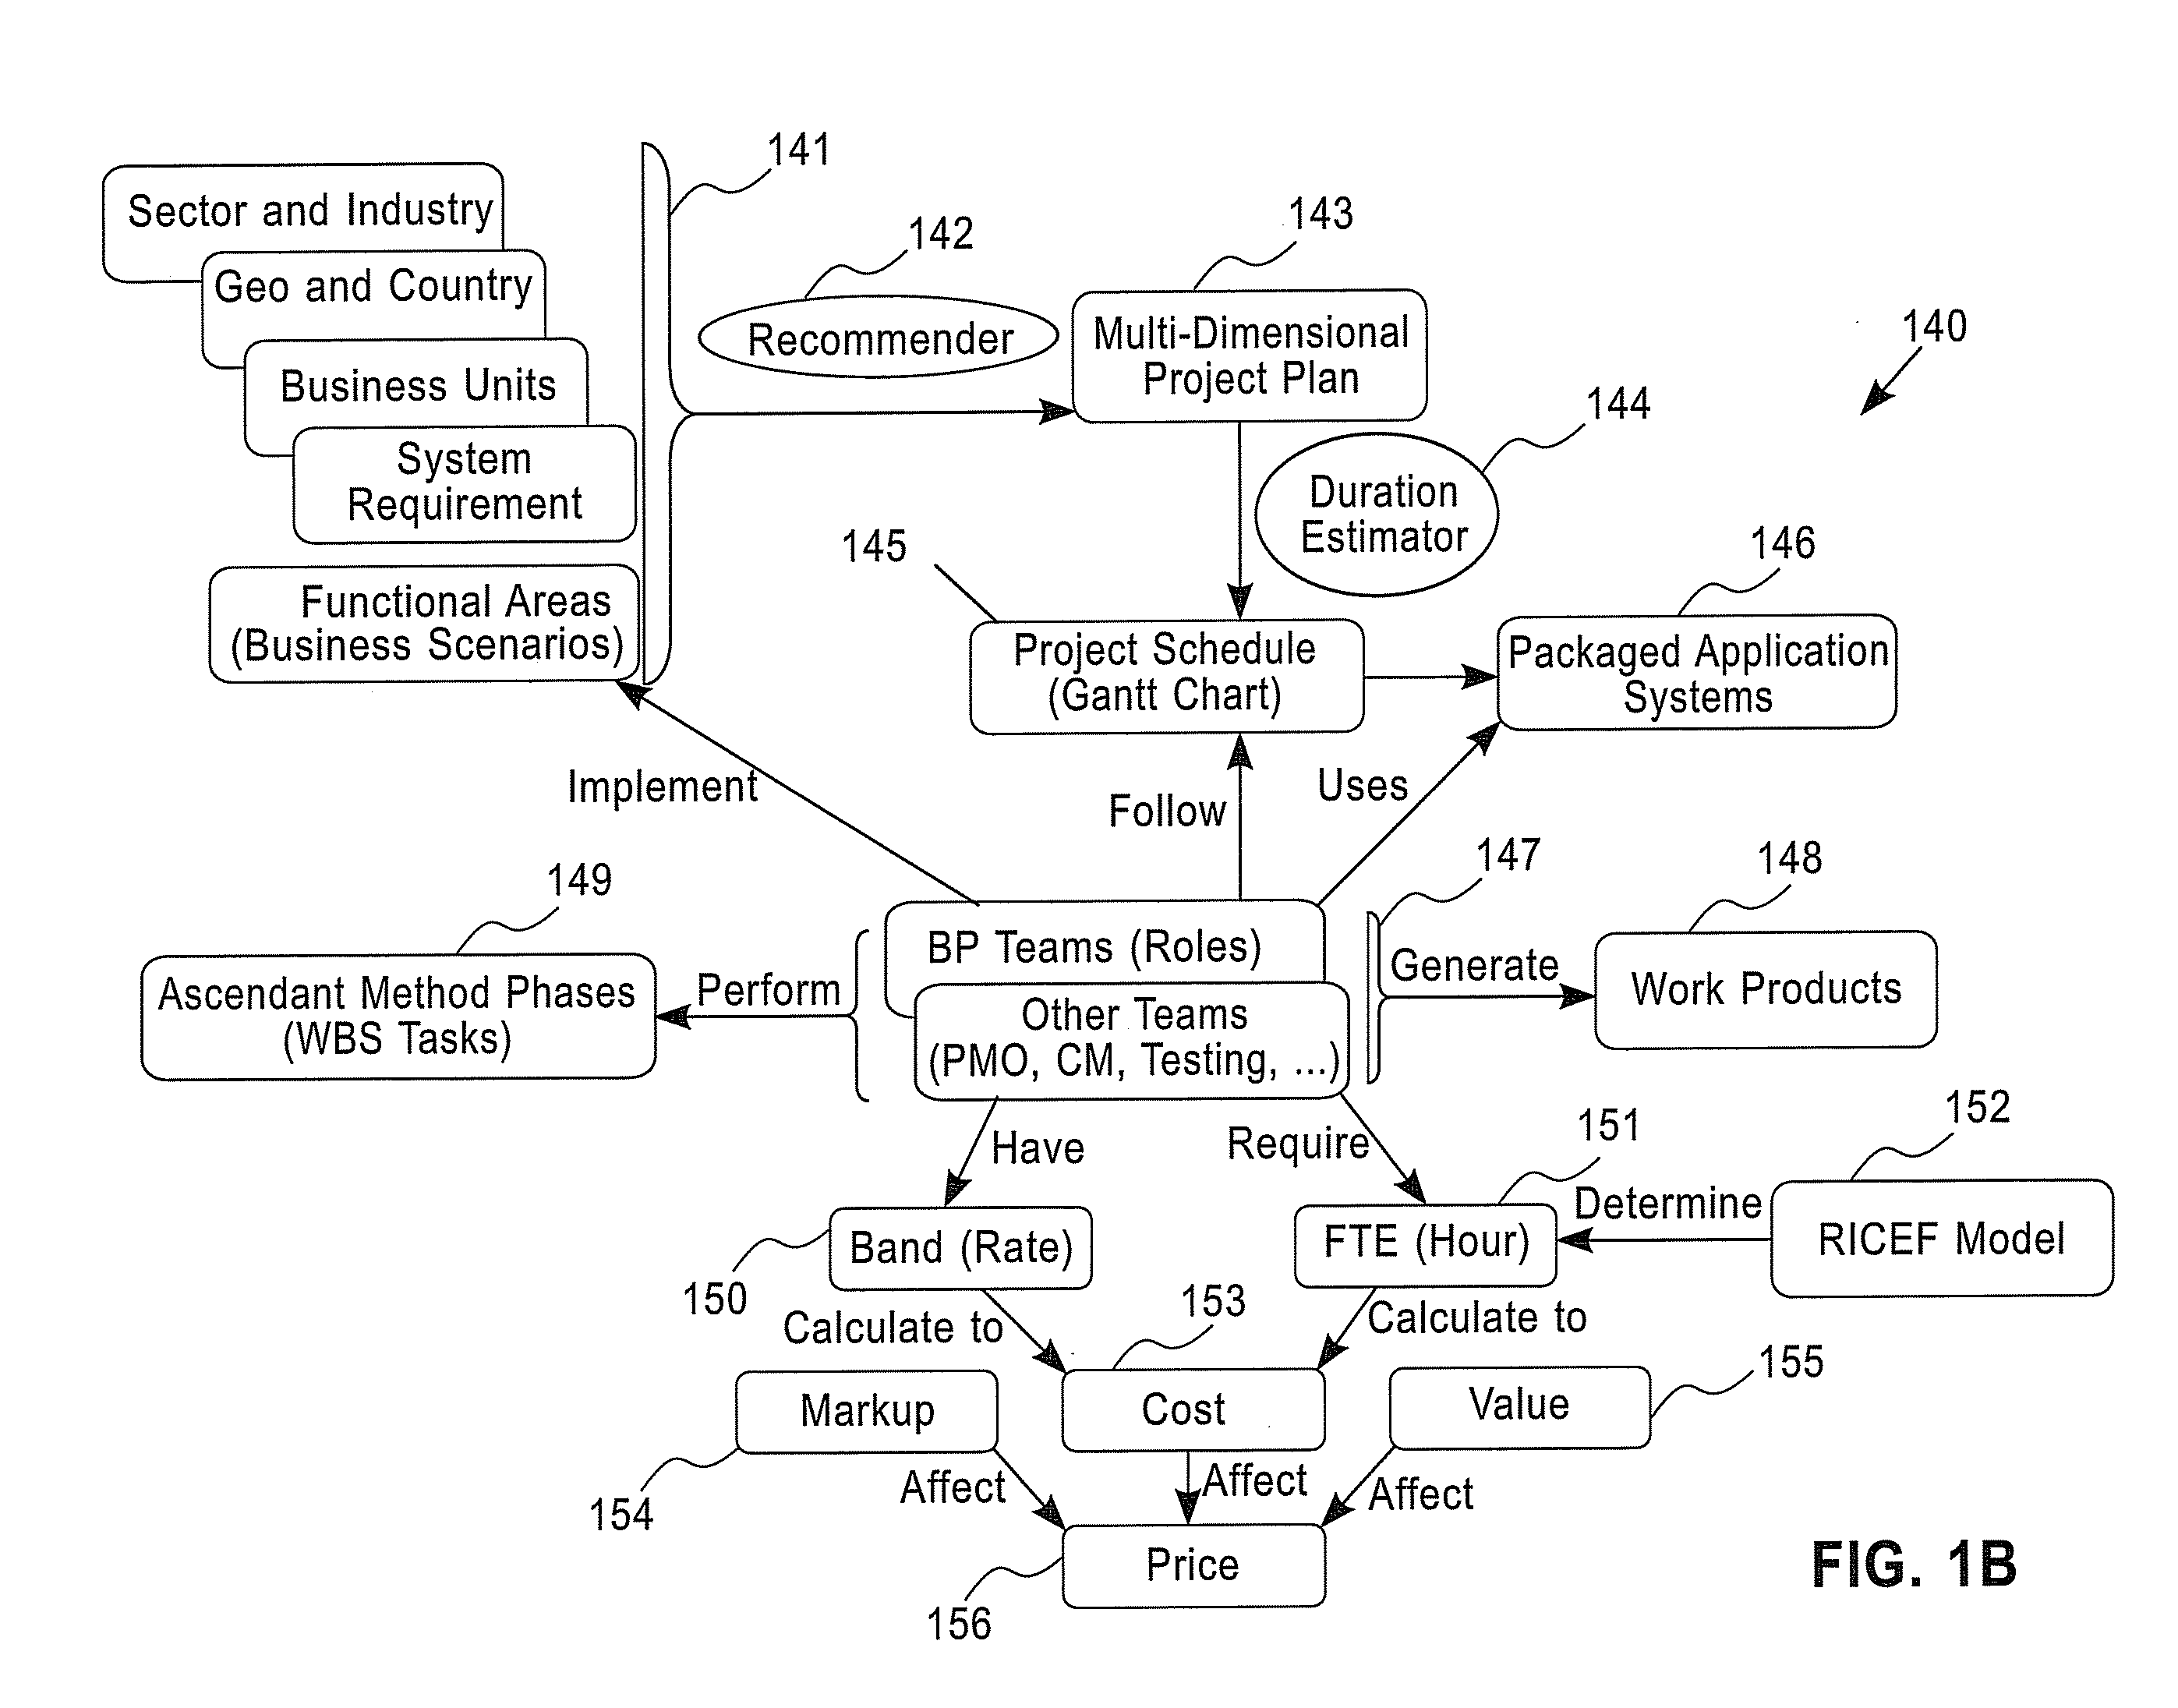 141
Sector and Industry
142
143
Geo and Country
140
Recommender
Multi-Dimensional
Project Plan
Business Units
144
System
Requirement
Duration
Estimator
145
146
Functional Areas
(Business Scenarios)
Project Schedule
(Gantt Chart)
Packaged Application
Systems
Implement
Follow
Uses
147
148
149
BP Teams (Roles)
Generate
Work Products
Ascendant Method Phases
(WBS Tasks)
Perform
Other Teams
(PMO, CM, Testing, ...)
151
152
Have
Require
Determine
Band (Rate)
FTE (Hour)
RICEF Model
150
153
Calculate to
Calculate to
155
Markup
Cost
Value
154
Affect
Affect
Affect
Price
156
FIG. 1B